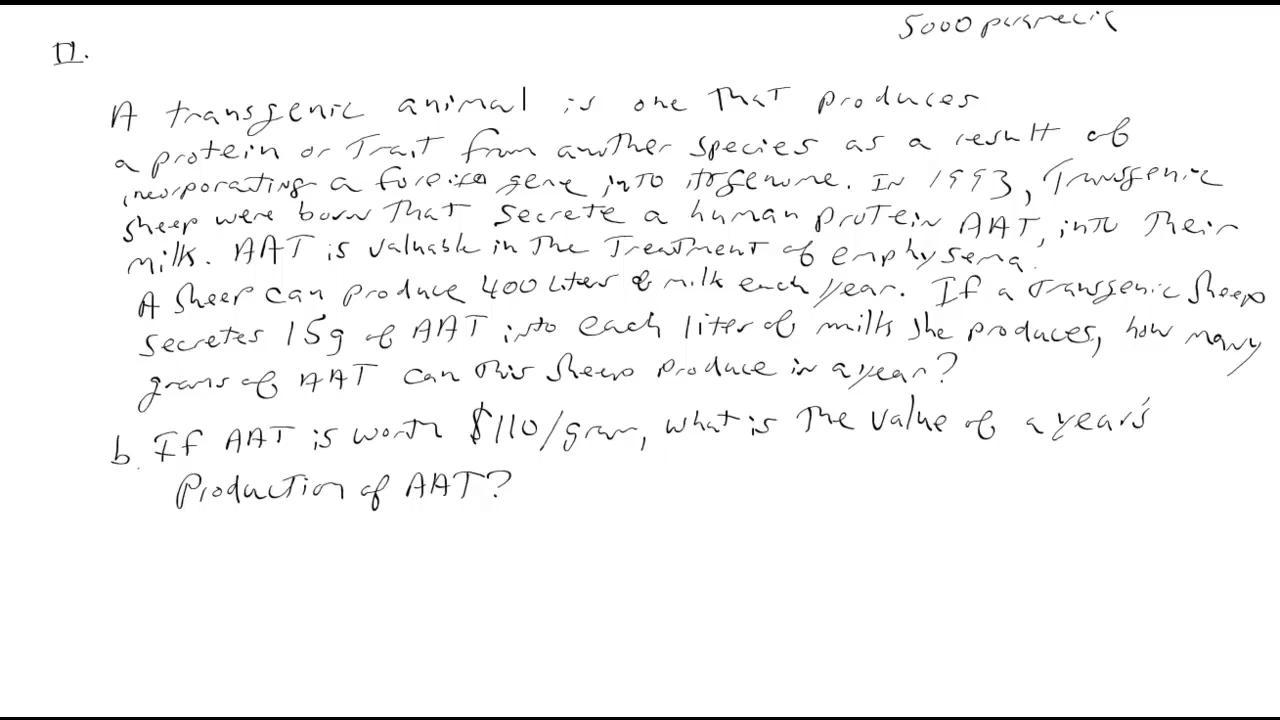 5000 paramecia
II.
A transgenic animal is one that produces
a protein or trait from another species as a result of
incorporating a foreign gene into its genome. In 1993, Transgenic
sheep were born that secrete a human protein AAT, into their
milk. AAT is valuable in the Treatment of emphysema.
A sheep can produce 400 liters of milk each year. If a transgenic sheep
secretes 15g of AAT into each liter of milk she produces, how many
grams of AAT can this sheep produce in a year?
b. If AAT is worth $110/gram, what is the value of a year's
Production of AAT?